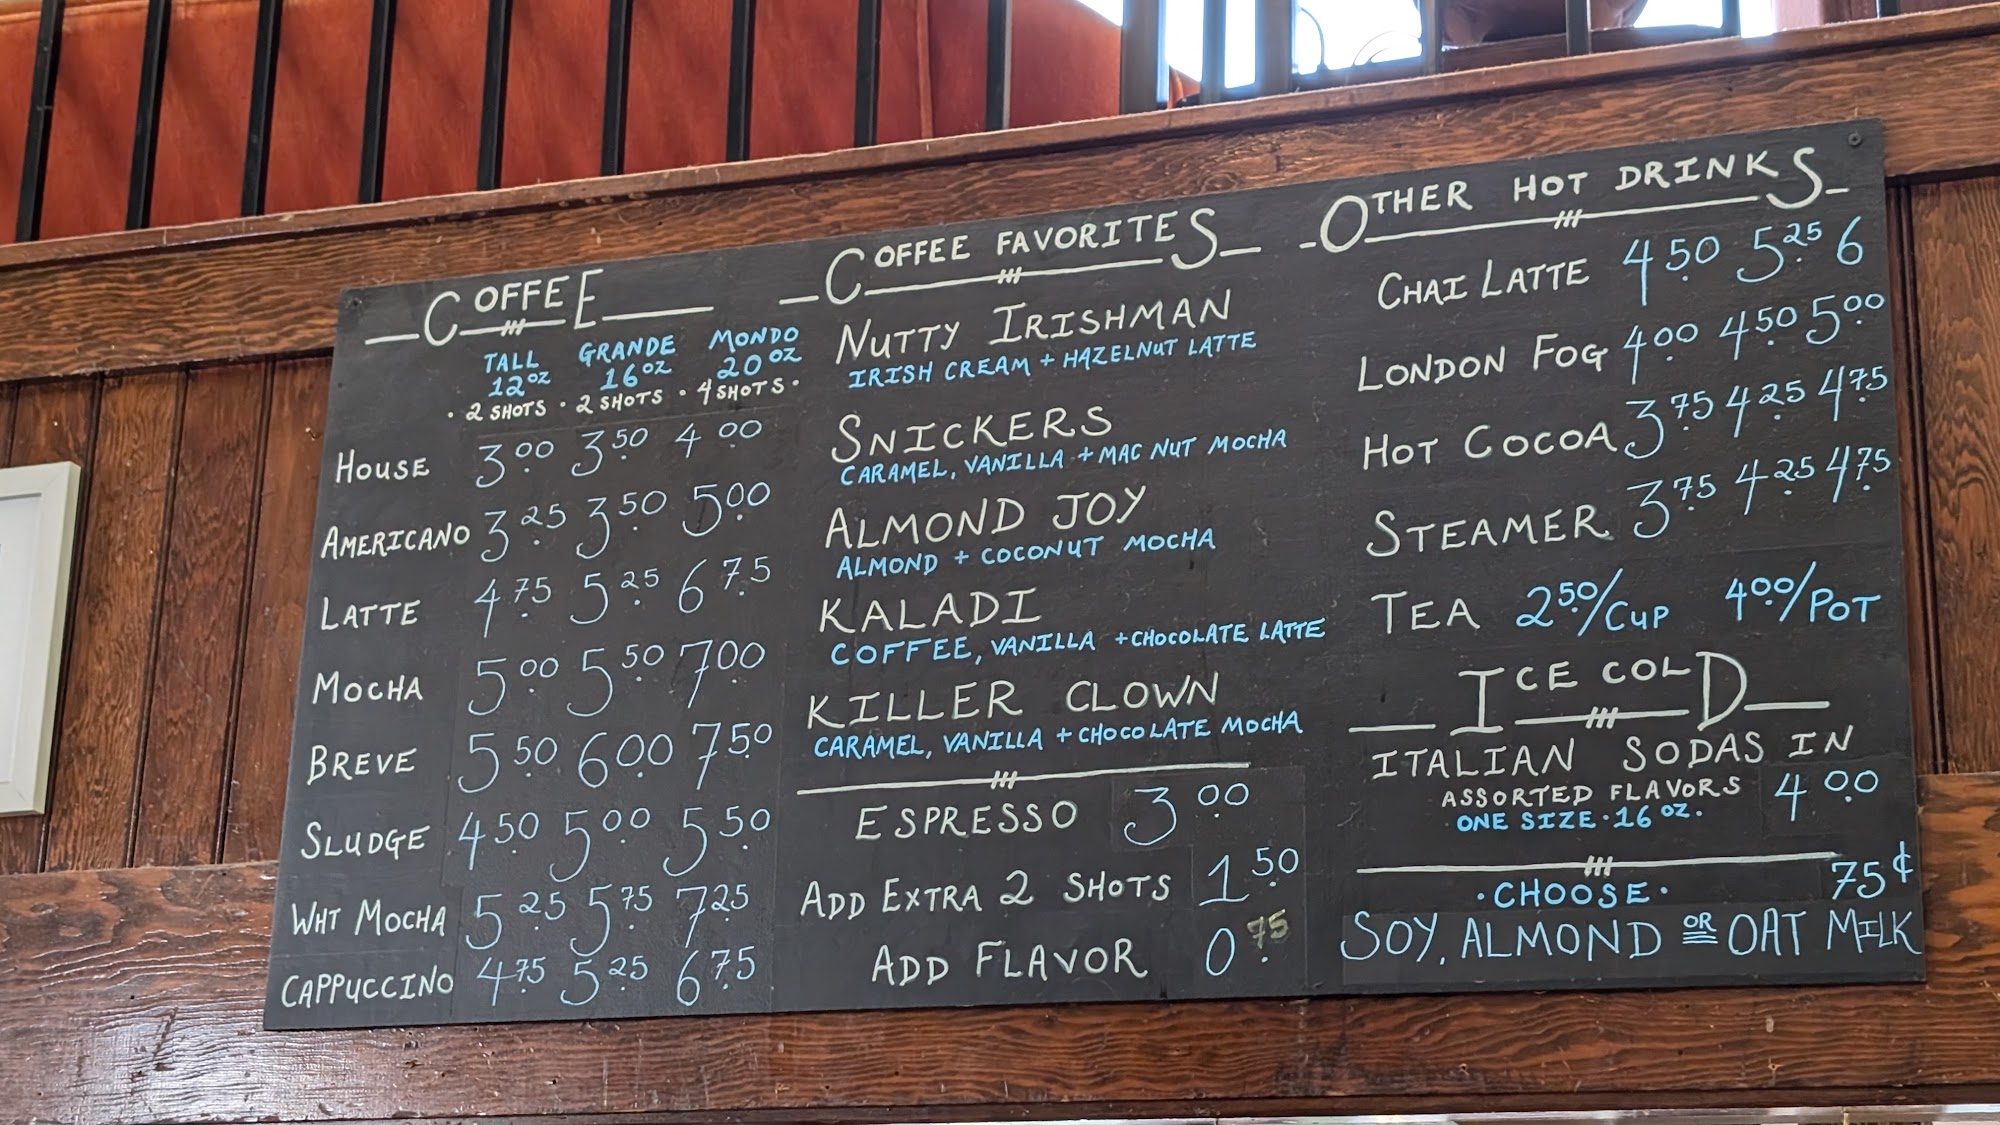 COFFEE
TALL GRANDE MONDO
12oz 16oz 20oz
· 2 SHOTS · 2 SHOTS · 4 SHOTS ·
HOUSE 3.00 3.50 4.00
AMERICANO 3.25 3.50 5.00
LATTE 4.75 5.25 6.75
MOCHA 5.00 5.50 7.00
BREVE 5.50 6.00 7.50
SLUDGE 4.50 5.00 5.50
WHT MOCHA 5.25 5.75 7.25
CAPPUCCINO 4.75 5.25 6.75
COFFEE FAVORITES
NUTTY IRISHMAN
IRISH CREAM + HAZELNUT LATTE
SNICKERS
CARAMEL, VANILLA + MAC NUT MOCHA
ALMOND JOY
ALMOND + COCONUT MOCHA
KALADI
COFFEE, VANILLA + CHOCOLATE LATTE
KILLER CLOWN
CARAMEL, VANILLA + CHOCOLATE MOCHA
ESPRESSO 3.00
ADD EXTRA 2 SHOTS 1.50
ADD FLAVOR 0.75
OTHER HOT DRINKS
CHAI LATTE 4.50 5.25 6
LONDON FOG 4.00 4.50 5.00
HOT COCOA 3.75 4.25 4.75
STEAMER 3.75 4.25 4.75
TEA 2.50/CUP 4.00/POT
ICE COLD
ITALIAN SODAS IN
ASSORTED FLAVORS 4.00
ONE SIZE · 16 oz.
· CHOOSE · 75¢
SOY, ALMOND OR OAT MILK